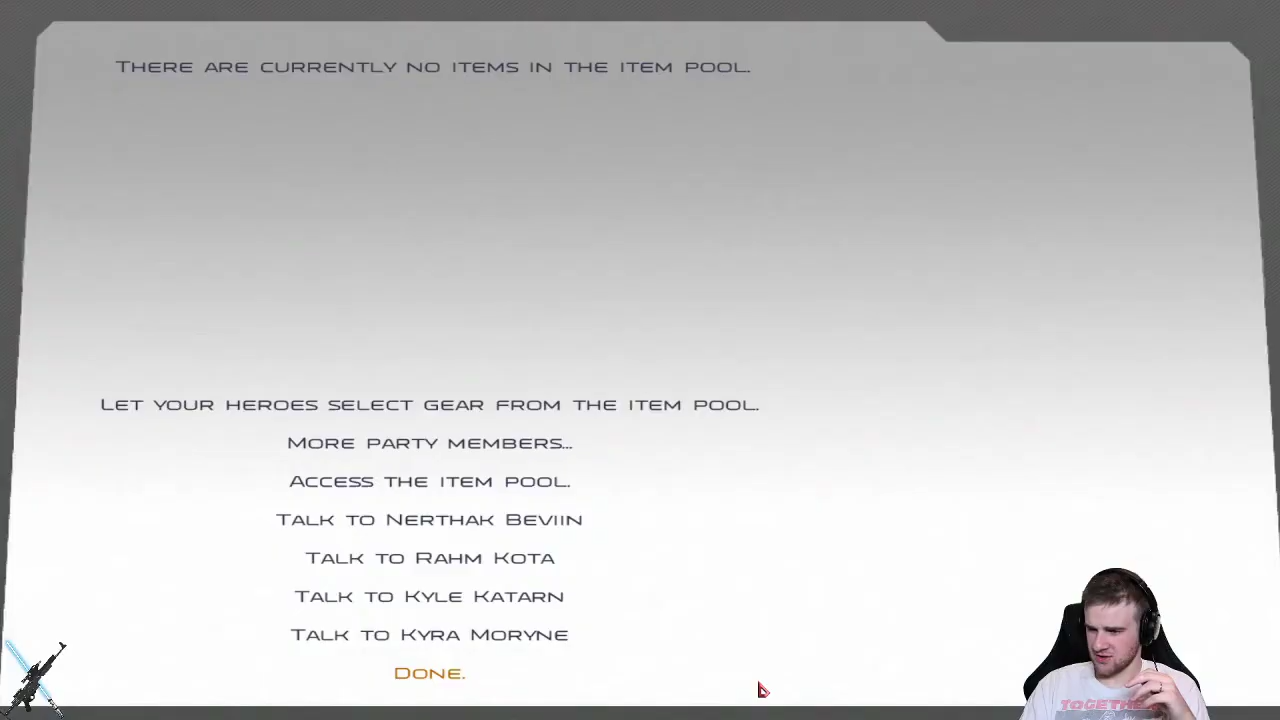 There are currently no items in the item pool.
Let your heroes select gear from the item pool.
More party members...
Access the item pool.
Talk to Nerthak Beviin
Talk to Rahm Kota
Talk to Kyle Katarn
Talk to Kyra Moryne
Done.
TOGETHER